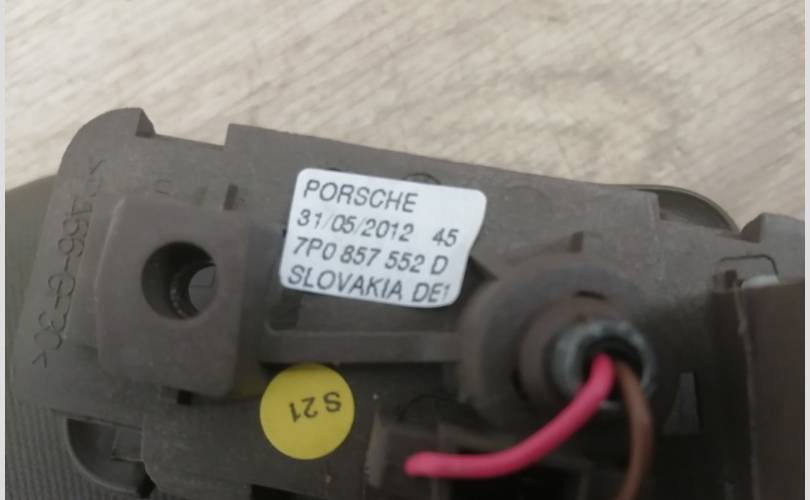 PORSCHE
31/05/2012 45
7P0 857 552 D
SLOVAKIA DE1
S21